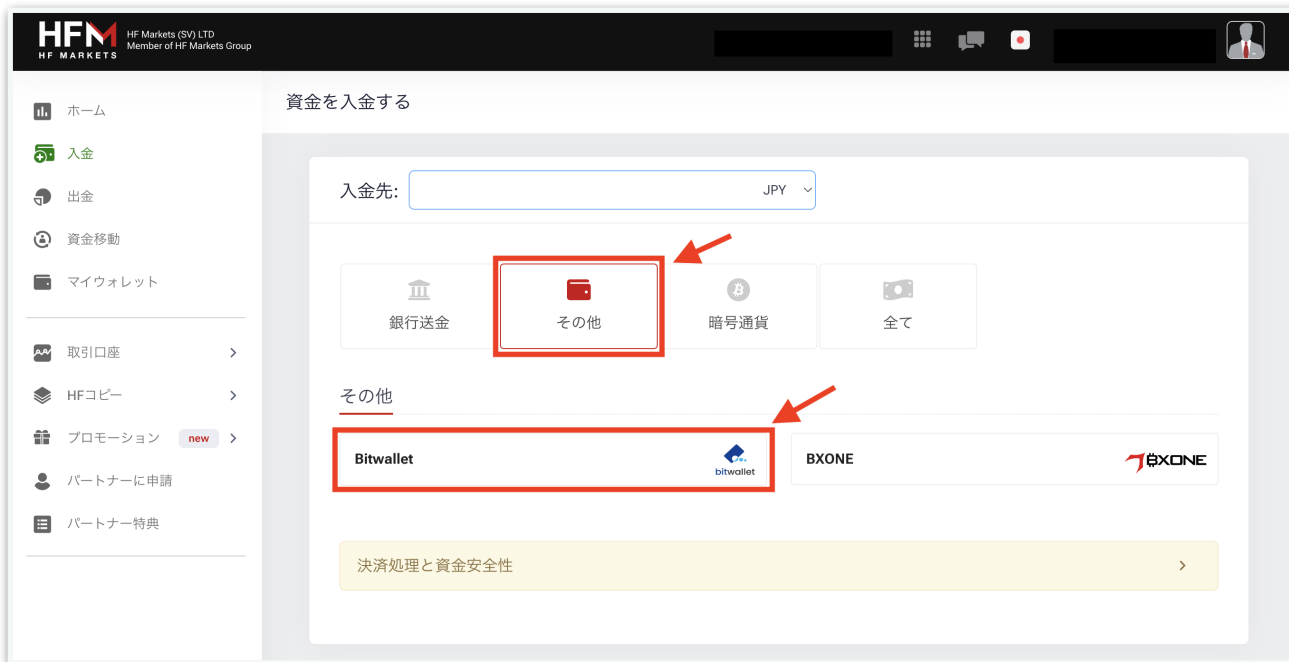 HFM
HF MARKETS
HF Markets (SV) LTD
Member of HF Markets Group
ホーム
入金
出金
資金移動
マイウォレット
取引口座
HFコピー
プロモーション new
パートナーに申請
パートナー特典
資金を入金する
入金先: JPY
銀行送金 その他 暗号通貨 全て
その他
Bitwallet bitwallet BXONE BXONE
決済処理と資金安全性